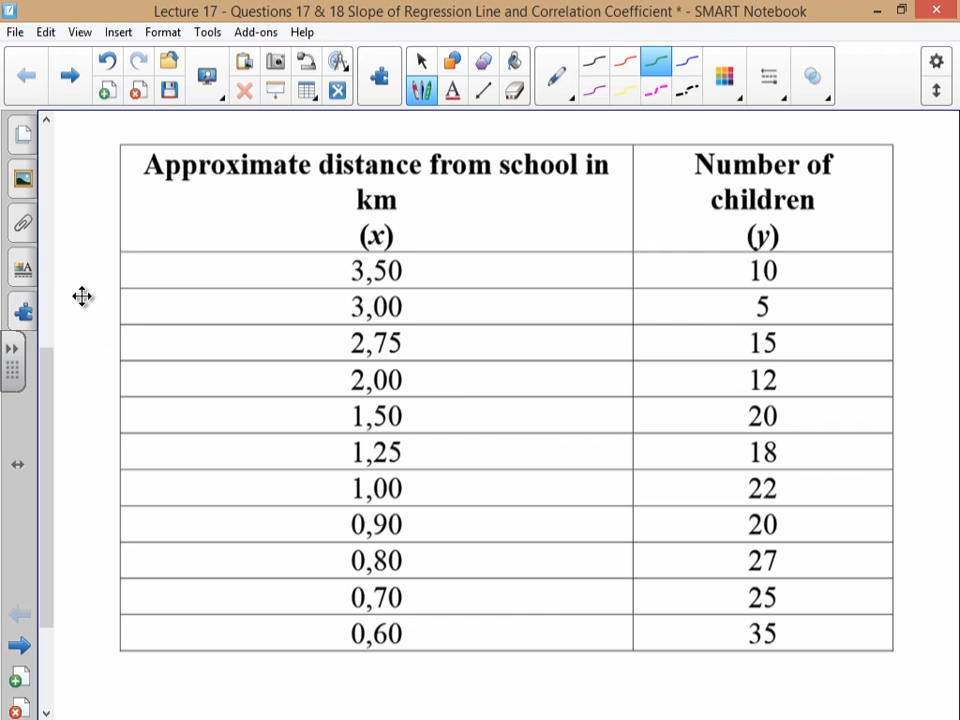 Lecture 17 - Questions 17 & 18 Slope of Regression Line and Correlation Coefficient * - SMART Notebook
File Edit View Insert Format Tools Add-ons Help
Approximate distance from school in
km
(x)
Number of
children
(y)
3,50 10
3,00 5
2,75 15
2,00 12
1,50 20
1,25 18
1,00 22
0,90 20
0,80 27
0,70 25
0,60 35